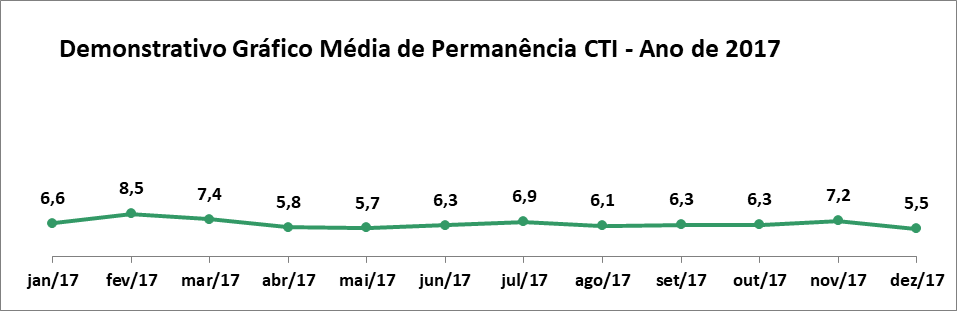 Demonstrativo Gráfico Média de Permanência CTI - Ano de 2017
6,6 8,5 7,4 5,8 5,7 6,3 6,9 6,1 6,3 6,3 7,2 5,5
jan/17 fev/17 mar/17 abr/17 mai/17 jun/17 jul/17 ago/17 set/17 out/17 nov/17 dez/17